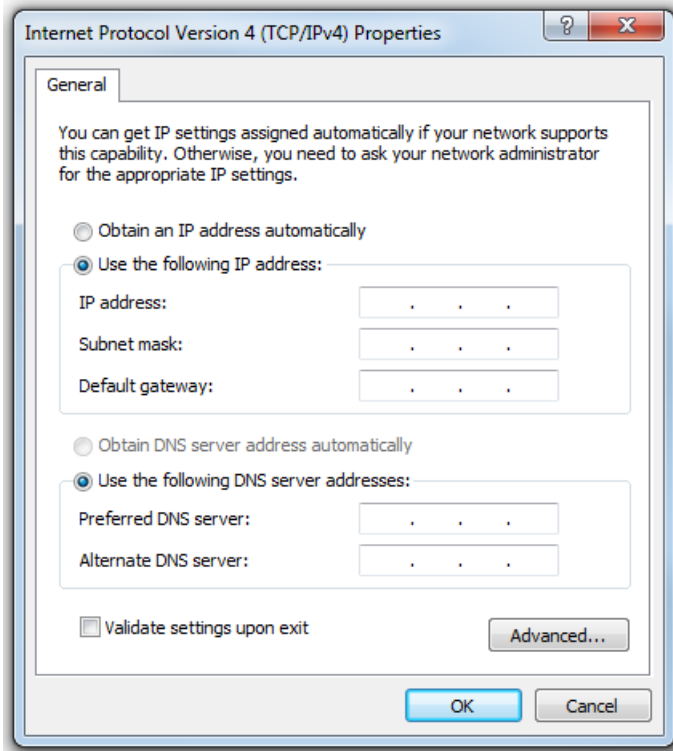 Internet Protocol Version 4 (TCP/IPv4) Properties
General
You can get IP settings assigned automatically if your network supports
this capability. Otherwise, you need to ask your network administrator
for the appropriate IP settings.
Obtain an IP address automatically
Use the following IP address:
IP address: . . .
Subnet mask: . . .
Default gateway: . . .
Obtain DNS server address automatically
Use the following DNS server addresses:
Preferred DNS server: . . .
Alternate DNS server: . . .
Validate settings upon exit
Advanced...
OK Cancel